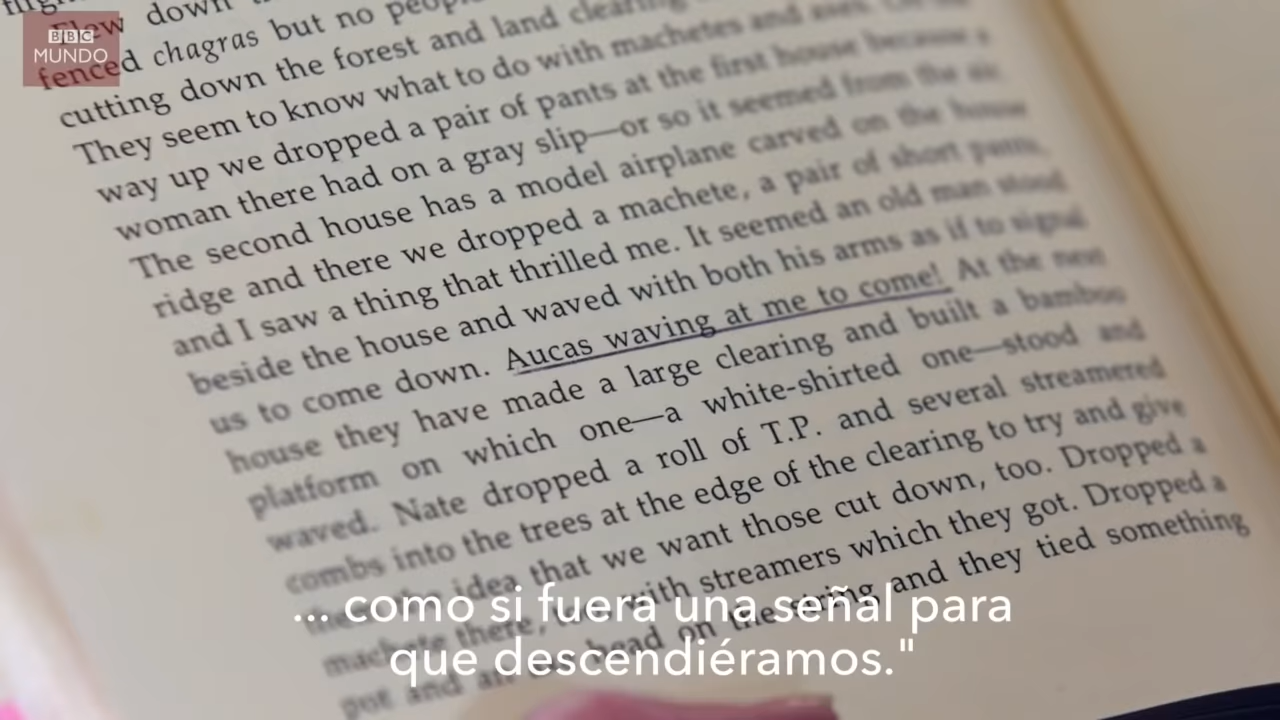 BBC
MUNDO
Flew down
fenced chagras but no
cutting down the forest and land clearing
They seem to know what to do with machetes and axes.
way up we dropped a pair of pants at the first house because a
woman there had on a gray slip—or so it seemed from the air.
The second house has a model airplane carved on the house
ridge and there we dropped a machete, a pair of short pants,
and I saw a thing that thrilled me. It seemed an old man stood
beside the house and waved with both his arms as if to signal
us to come down. Aucas waving at me to come! At the next
house they have made a large clearing and built a bamboo
platform on which one—a white-shirted one—stood and
waved. Nate dropped a roll of T.P. and several streamered
combs into the trees at the edge of the clearing to try and give
idea that we want those cut down, too. Dropped a
machete there, with streamers which they got. Dropped a
pot and an head on the string and they tied something
... como si fuera una señal para
que descendiéramos."